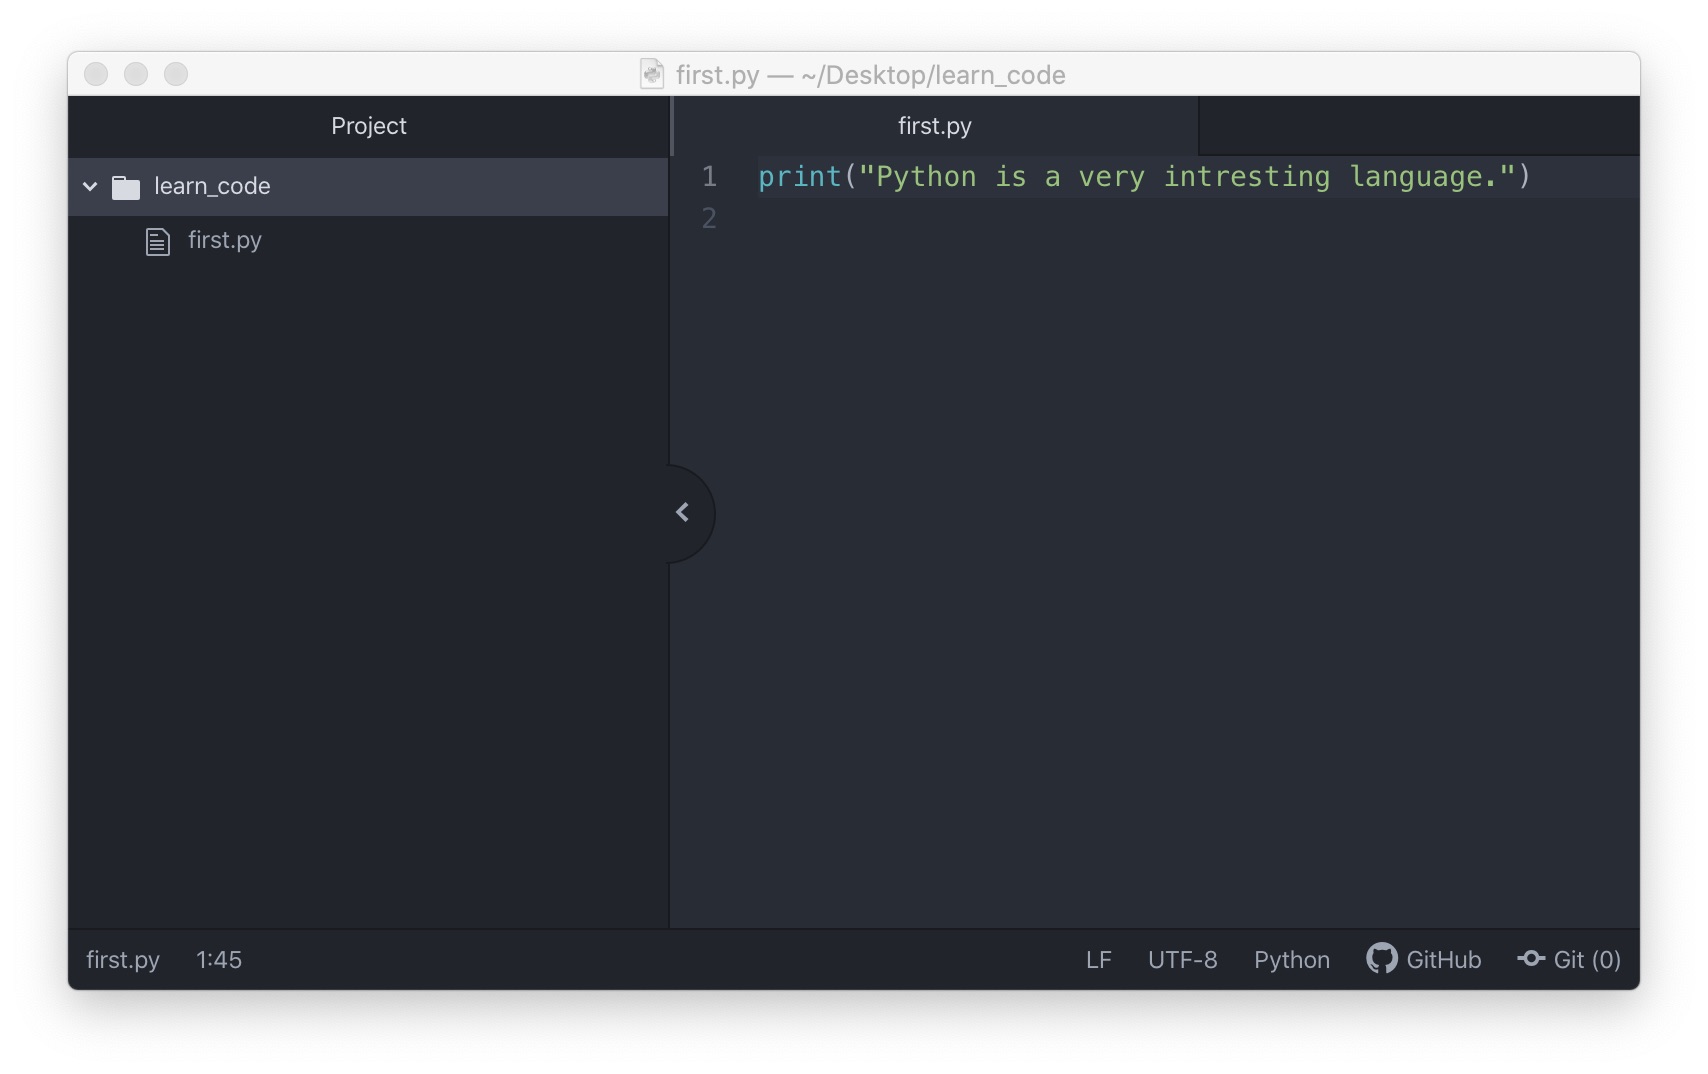 first.py — ~/Desktop/learn_code
Project
learn_code
first.py
first.py
1 print("Python is a very intresting language.")
2
first.py 1:45 LF UTF-8 Python GitHub Git (0)